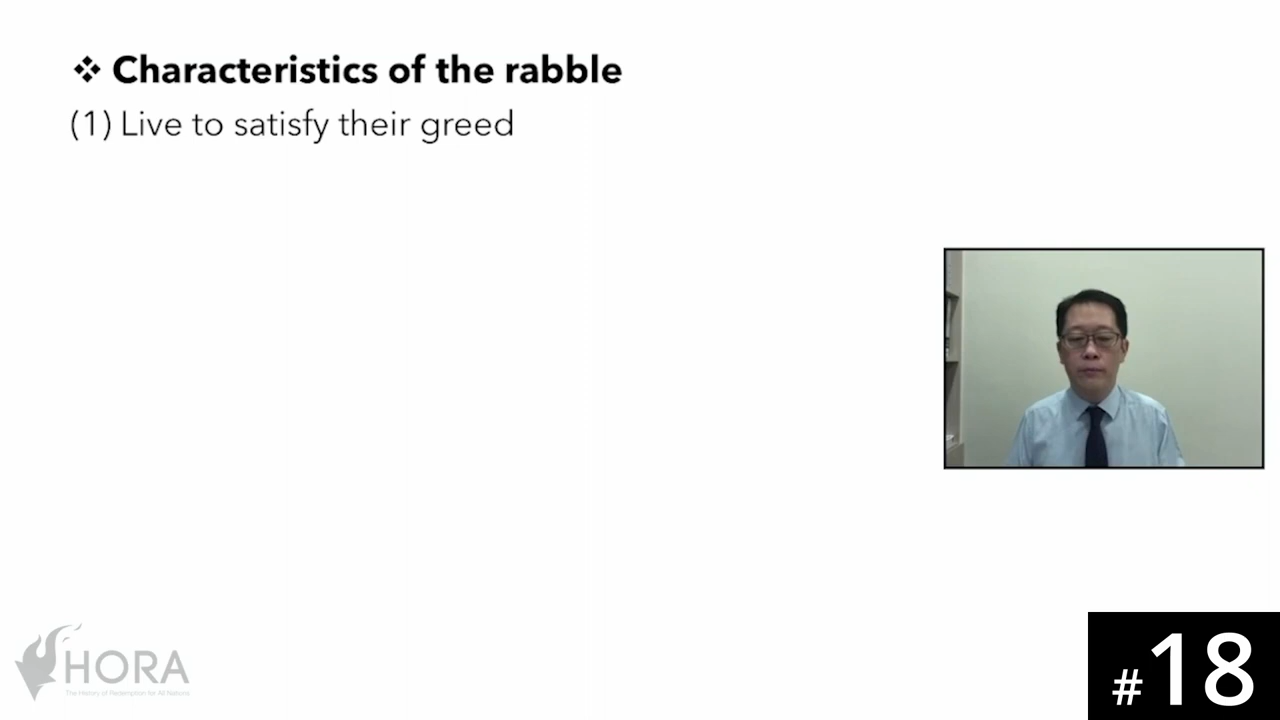 ❖ Characteristics of the rabble
(1) Live to satisfy their greed
HORA
The History of Redemption for All Nations
#18